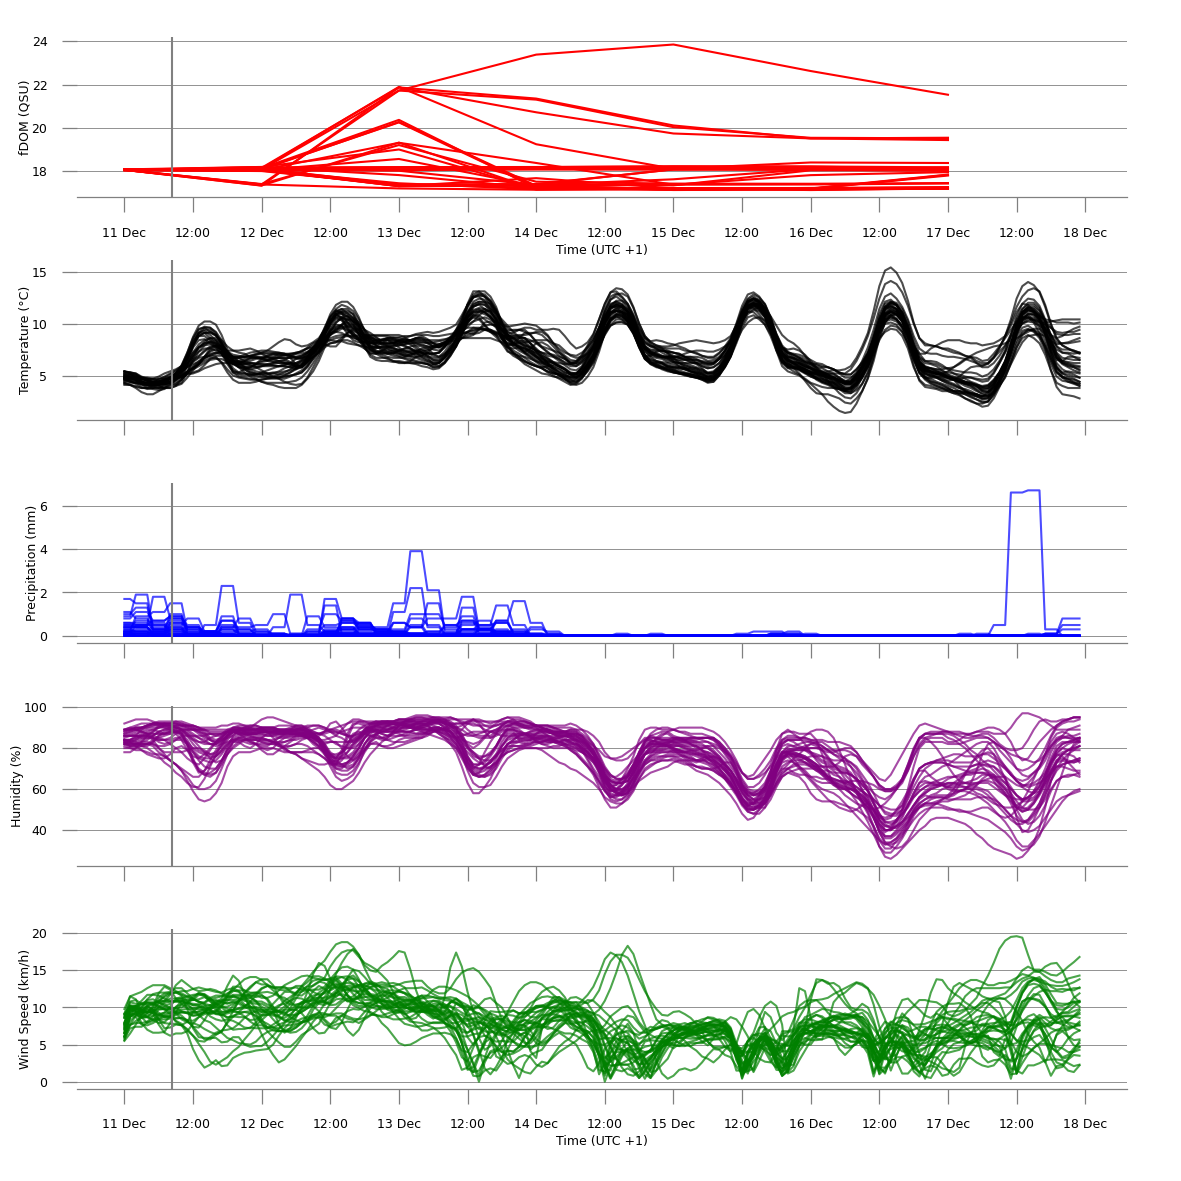 24
22
20
18
fDOM (QSU)
11 Dec 12:00 12 Dec 12:00 13 Dec 12:00 14 Dec 12:00 15 Dec 12:00 16 Dec 12:00 17 Dec 12:00 18 Dec
Time (UTC +1)
15
10
5
Temperature (°C)
6
4
2
0
Precipitation (mm)
100
80
60
40
Humidity (%)
20
15
10
5
0
Wind Speed (km/h)
11 Dec 12:00 12 Dec 12:00 13 Dec 12:00 14 Dec 12:00 15 Dec 12:00 16 Dec 12:00 17 Dec 12:00 18 Dec
Time (UTC +1)